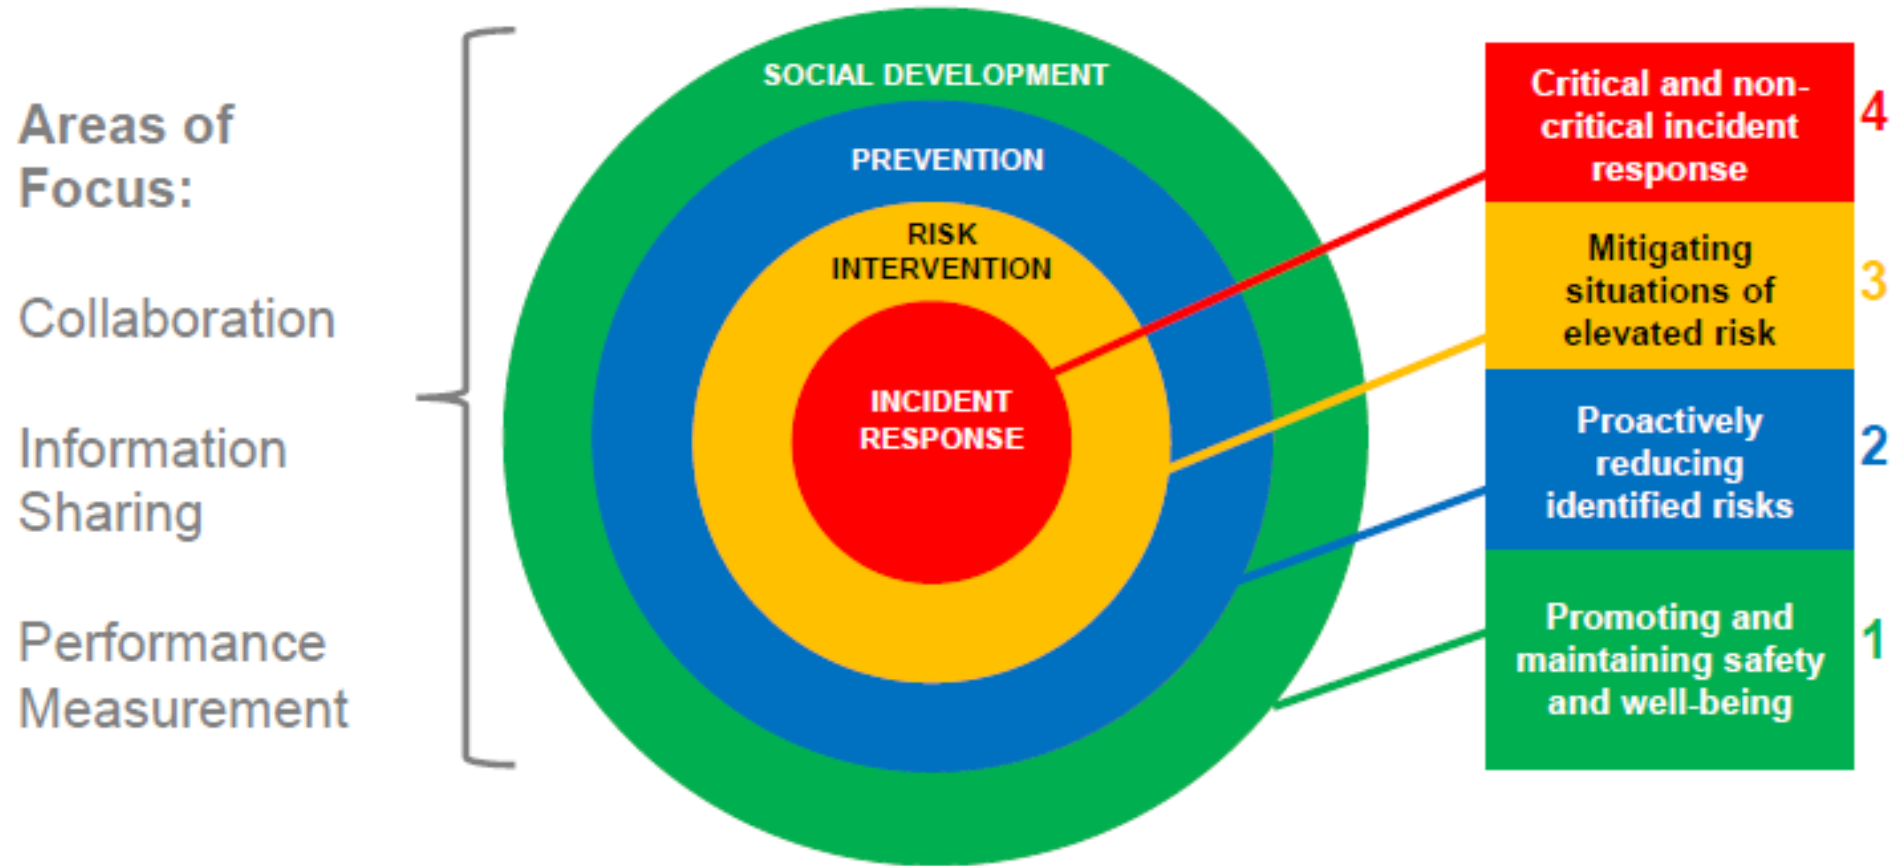 Areas of
Focus:
Collaboration
Information
Sharing
Performance
Measurement
SOCIAL DEVELOPMENT
PREVENTION
RISK
INTERVENTION
INCIDENT
RESPONSE
Critical and non-
critical incident
response
4
Mitigating
situations of
elevated risk
3
Proactively
reducing
identified risks
2
Promoting and
maintaining safety
and well-being
1